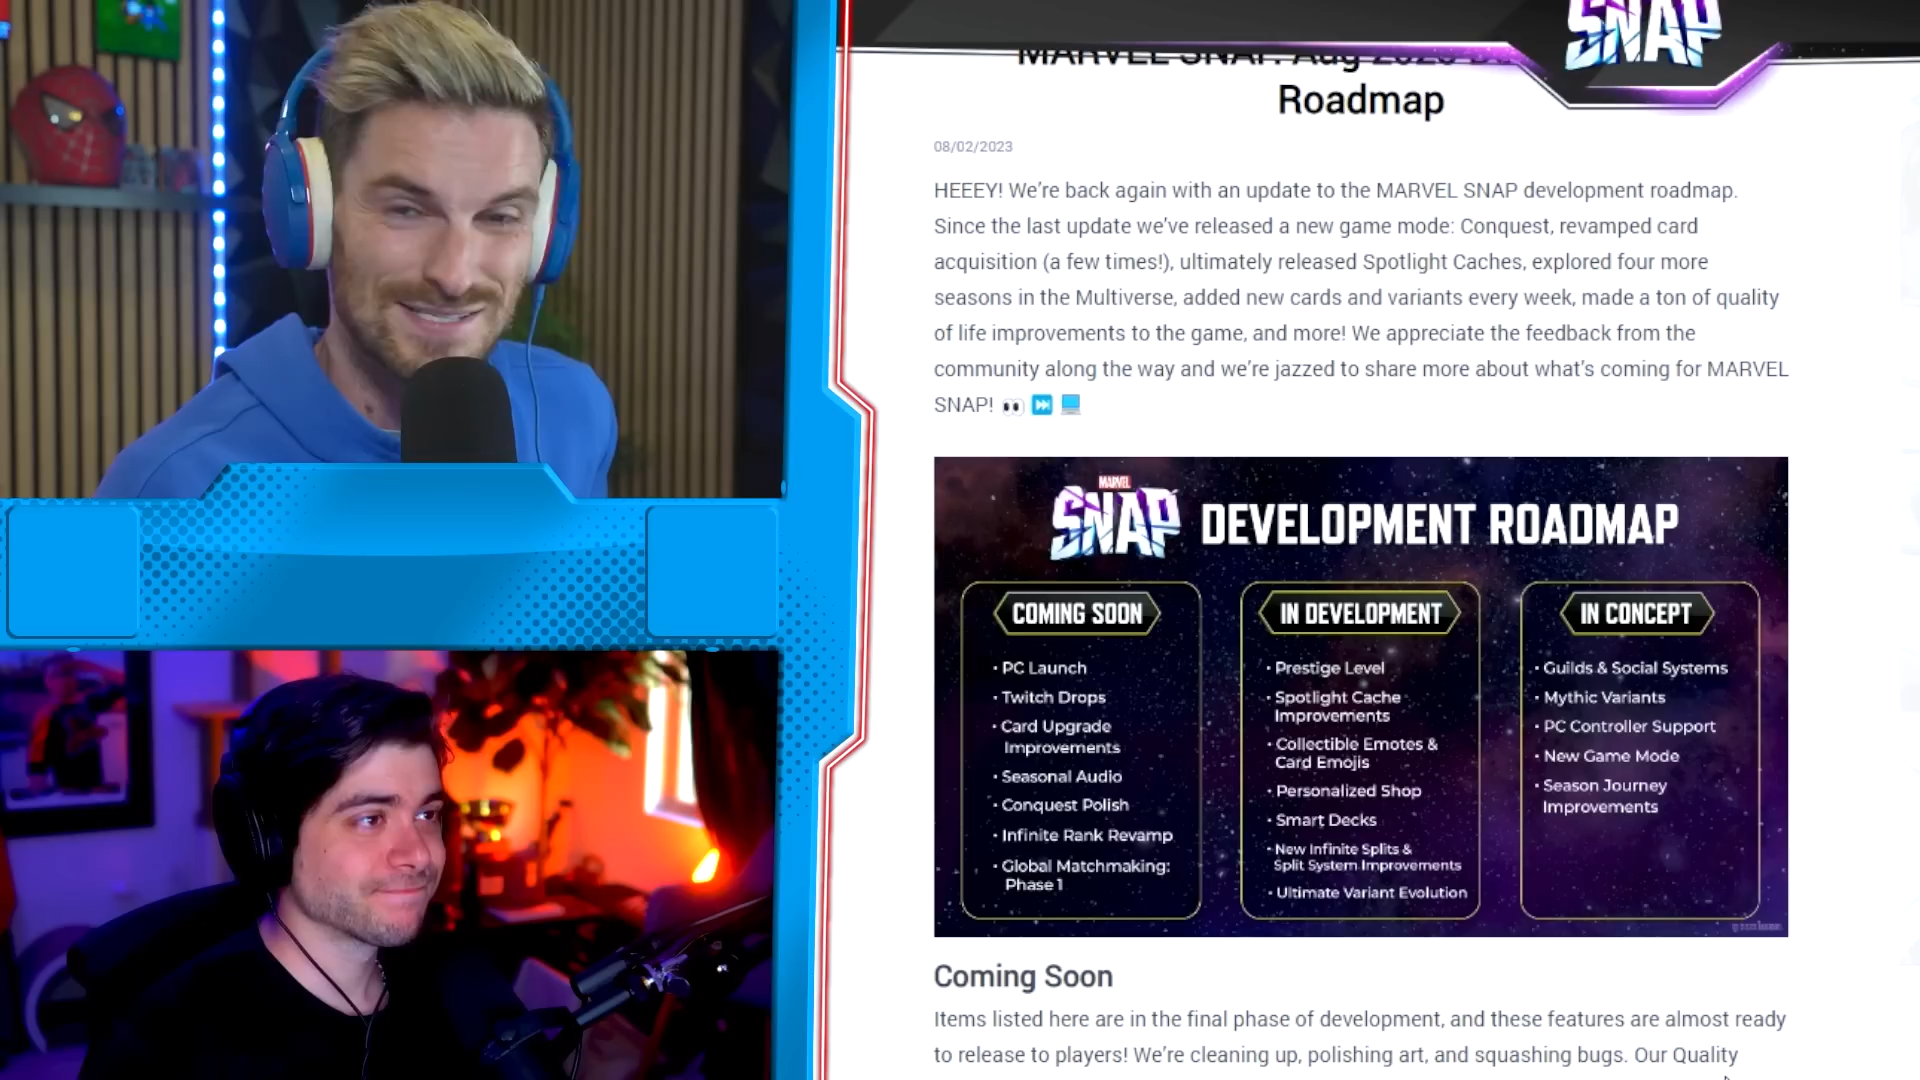 SNAP
MARVEL SNAP: Aug 2023
Roadmap
08/02/2023
HEEEY! We're back again with an update to the MARVEL SNAP development roadmap.
Since the last update we've released a new game mode: Conquest, revamped card
acquisition (a few times!), ultimately released Spotlight Caches, explored four more
seasons in the Multiverse, added new cards and variants every week, made a ton of quality
of life improvements to the game, and more! We appreciate the feedback from the
community along the way and we're jazzed to share more about what's coming for MARVEL
SNAP! 👀 ⏭ 💻
MARVEL
SNAP DEVELOPMENT ROADMAP
COMING SOON
· PC Launch
· Twitch Drops
· Card Upgrade
Improvements
· Seasonal Audio
· Conquest Polish
· Infinite Rank Revamp
· Global Matchmaking:
Phase 1
IN DEVELOPMENT
· Prestige Level
· Spotlight Cache
Improvements
· Collectible Emotes &
Card Emojis
· Personalized Shop
· Smart Decks
· New Infinite Splits &
Split System Improvements
· Ultimate Variant Evolution
IN CONCEPT
· Guilds & Social Systems
· Mythic Variants
· PC Controller Support
· New Game Mode
· Season Journey
Improvements
Coming Soon
Items listed here are in the final phase of development, and these features are almost ready
to release to players! We're cleaning up, polishing art, and squashing bugs. Our Quality